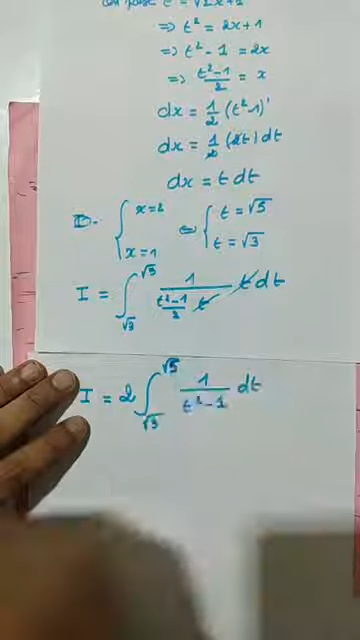 on pose t = √2x+1
=> t² = 2x+1
=> t² - 1 = 2x
=> t²-1/2 = x
dx = 1/2 (t²-1)'
dx = 1/2 (2t) dt
dx = t dt
{ x=2 ⇔ { t = √5
x=1 t = √3
I = ∫√3^√5 1/(t²-1/2 t) t dt
I = 2 ∫√3^√5 1/(t²-1) dt